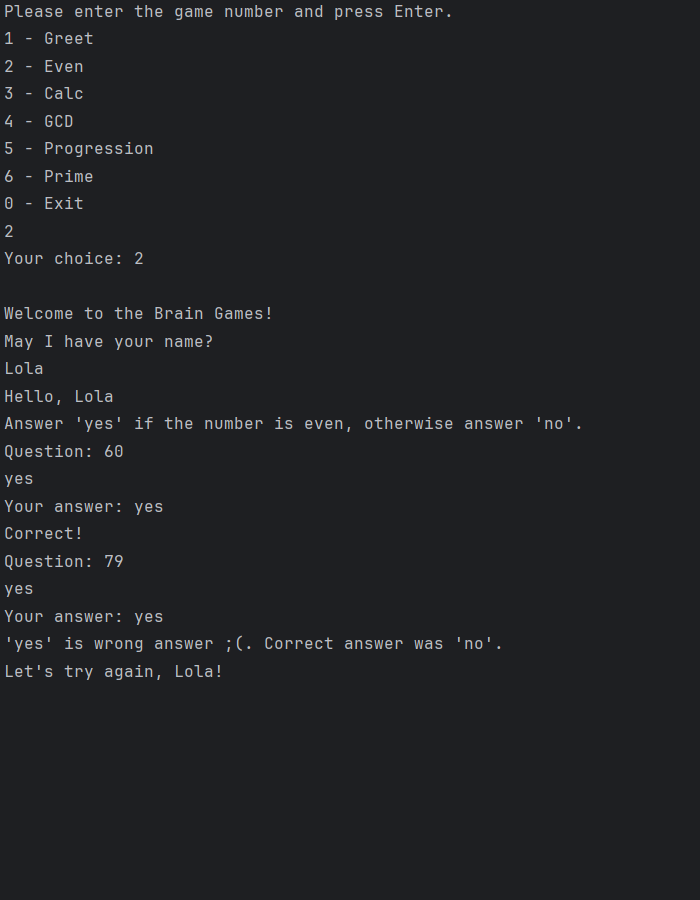 Please enter the game number and press Enter.
1 - Greet
2 - Even
3 - Calc
4 - GCD
5 - Progression
6 - Prime
0 - Exit
2
Your choice: 2
Welcome to the Brain Games!
May I have your name?
Lola
Hello, Lola
Answer 'yes' if the number is even, otherwise answer 'no'.
Question: 60
yes
Your answer: yes
Correct!
Question: 79
yes
Your answer: yes
'yes' is wrong answer ;(. Correct answer was 'no'.
Let's try again, Lola!